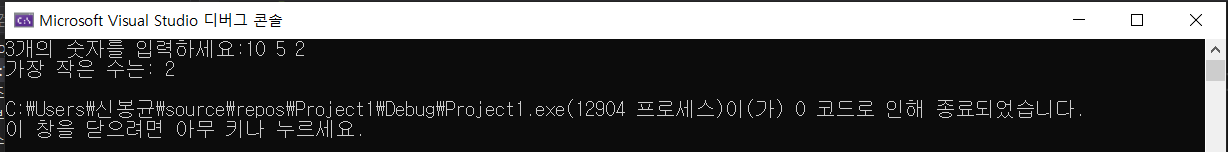 Microsoft Visual Studio 디버그 콘솔
3개의 숫자를 입력하세요:10 5 2
가장 작은 수는: 2
C:₩Users₩신봉균₩source₩repos₩Project1₩Debug₩Project1.exe(12904 프로세스)이(가) 0 코드로 인해 종료되었습니다.
이 창을 닫으려면 아무 키나 누르세요.